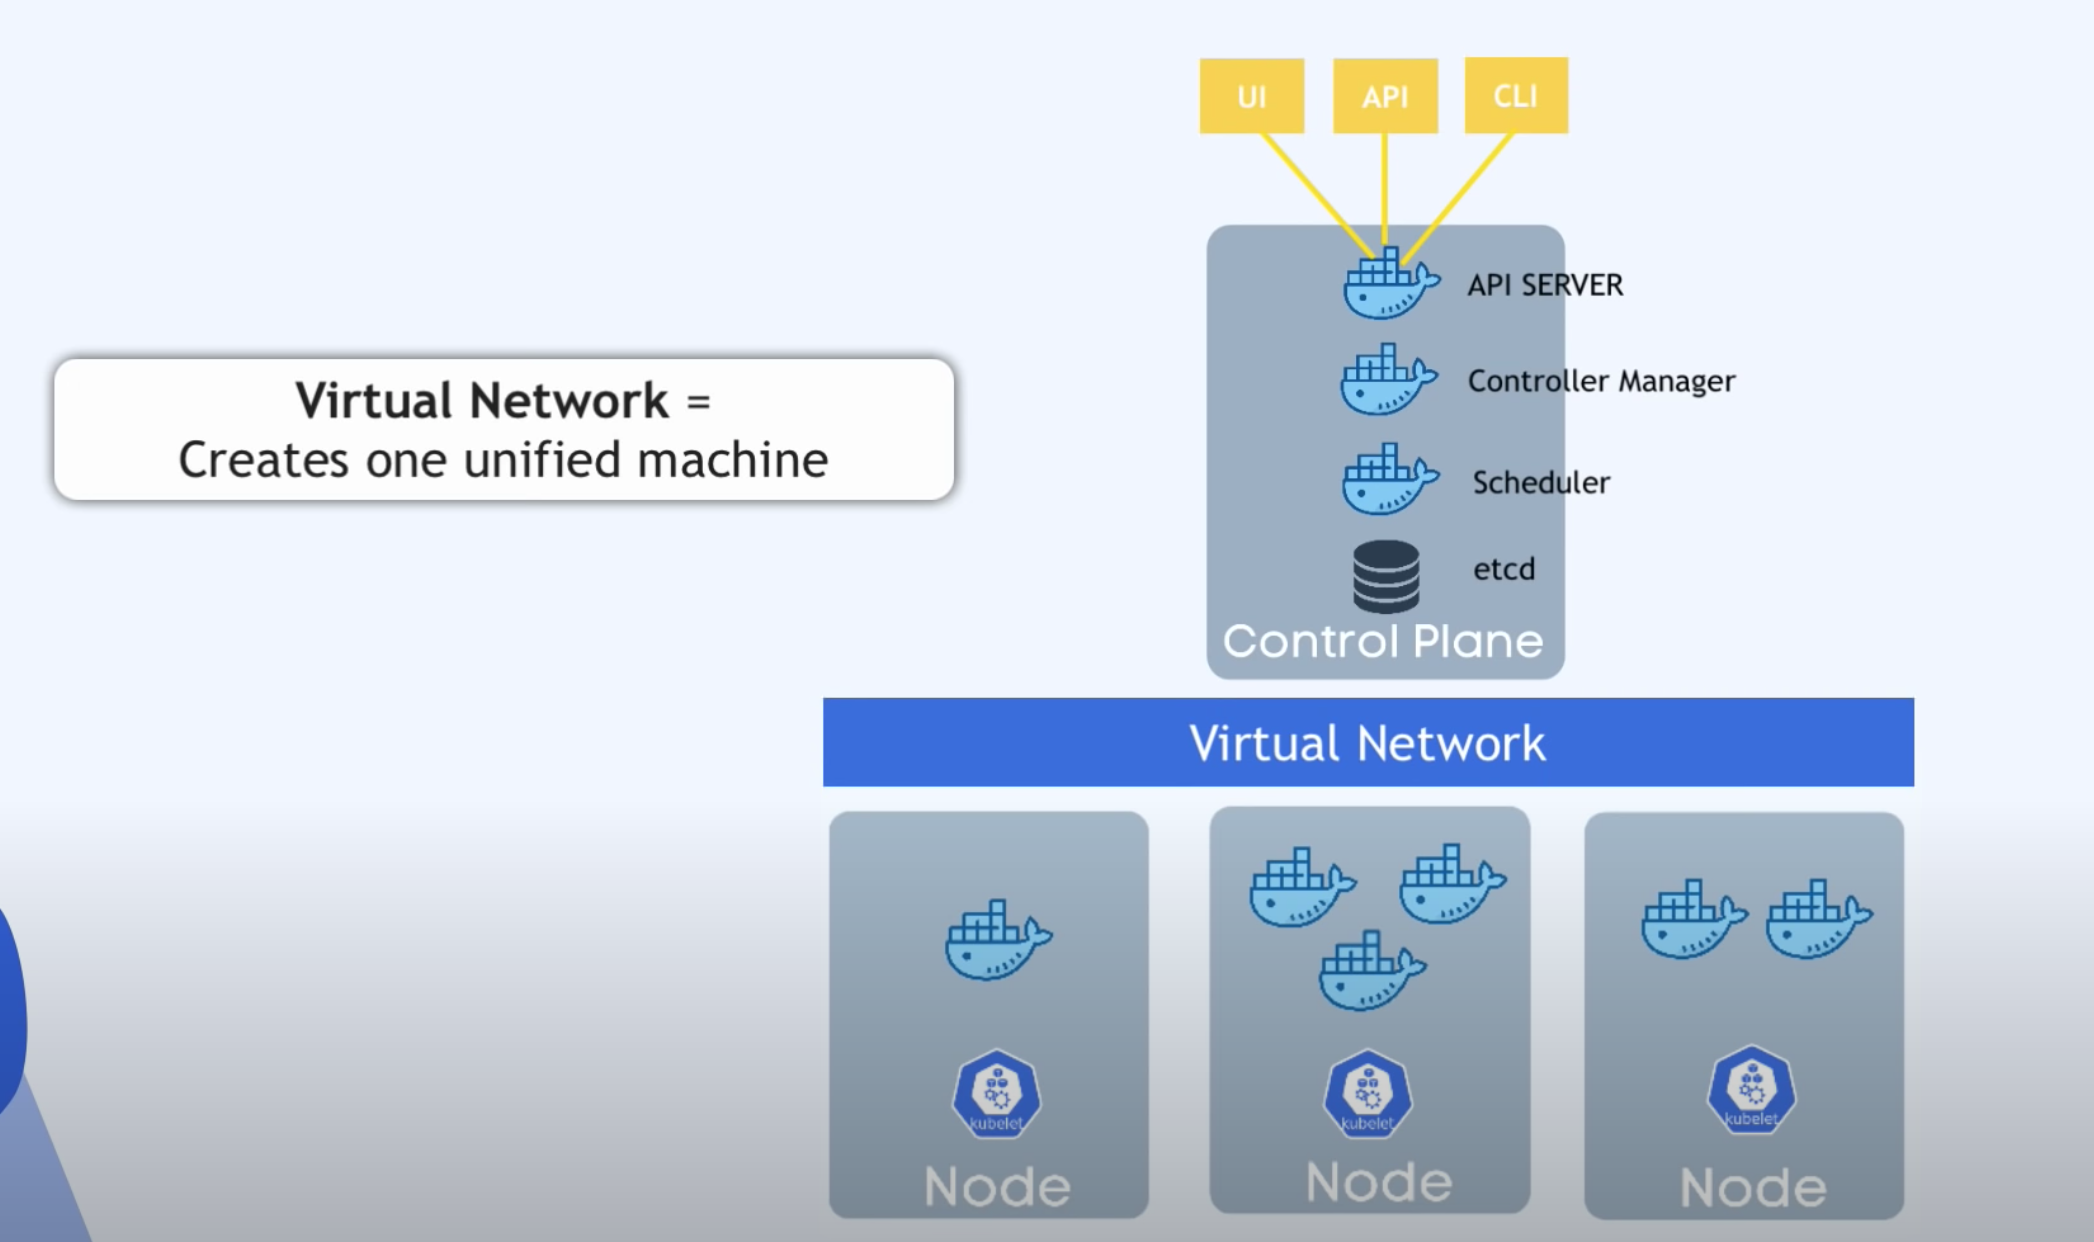 UI
API
CLI
API SERVER
Controller Manager
Scheduler
etcd
Control Plane
Virtual Network =
Creates one unified machine
Virtual Network
kubelet
Node
kubelet
Node
kubelet
Node